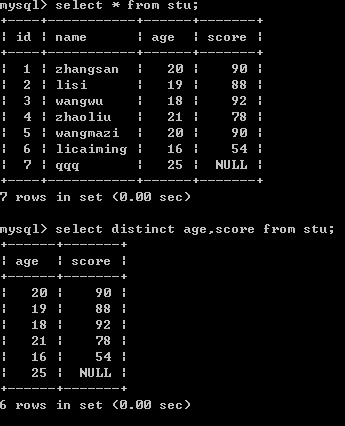 mysql> select * from stu;
+----+----------+------+-------+
¦ id ¦ name     ¦ age  ¦ score ¦
+----+----------+------+-------+
¦  1 ¦ zhangsan  ¦   20 ¦    90 ¦
¦  2 ¦ lisi      ¦   19 ¦    88 ¦
¦  3 ¦ wangwu    ¦   18 ¦    92 ¦
¦  4 ¦ zhaoliu   ¦   21 ¦    78 ¦
¦  5 ¦ wangmazi  ¦   20 ¦    90 ¦
¦  6 ¦ licaiming ¦   16 ¦    54 ¦
¦  7 ¦ qqq       ¦   25 ¦  NULL ¦
+----+-----------+------+-------+
7 rows in set (0.00 sec)
mysql> select distinct age,score from stu;
+------+-------+
¦ age  ¦ score ¦
+------+-------+
¦   20 ¦    90 ¦
¦   19 ¦    88 ¦
¦   18 ¦    92 ¦
¦   21 ¦    78 ¦
¦   16 ¦    54 ¦
¦   25 ¦  NULL ¦
+------+-------+
6 rows in set (0.00 sec)